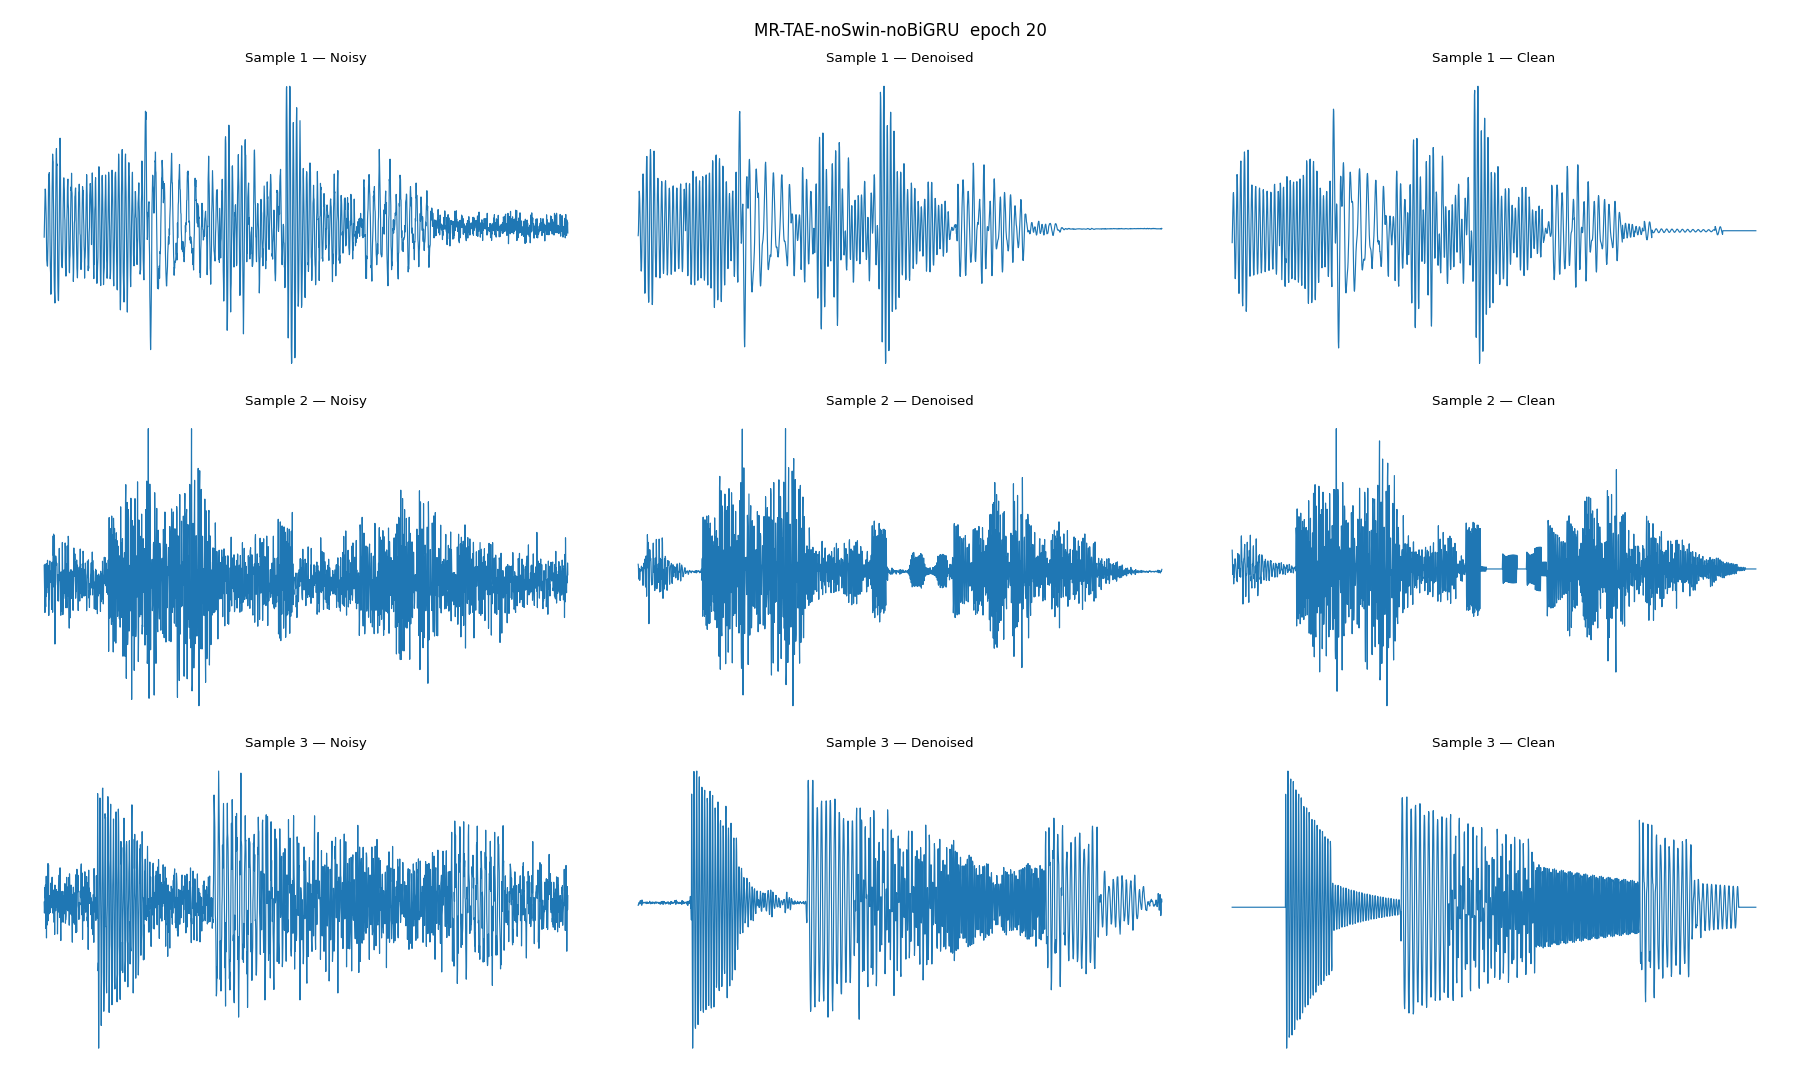 MR-TAE-noSwin-noBiGRU  epoch 20
Sample 1 — Noisy
Sample 1 — Denoised
Sample 1 — Clean
Sample 2 — Noisy
Sample 2 — Denoised
Sample 2 — Clean
Sample 3 — Noisy
Sample 3 — Denoised
Sample 3 — Clean